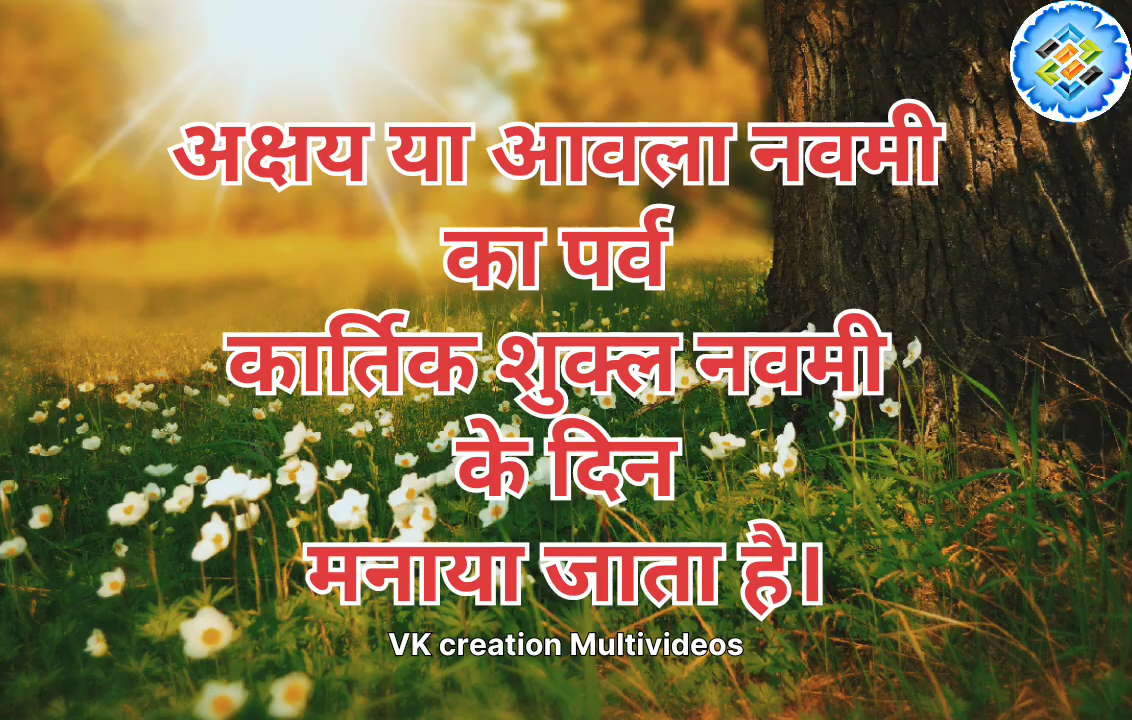 अक्षय या आवला नवमी
का पर्व
कार्तिक शुक्ल नवमी
के दिन
मनाया जाता है।
VK creation Multivideos